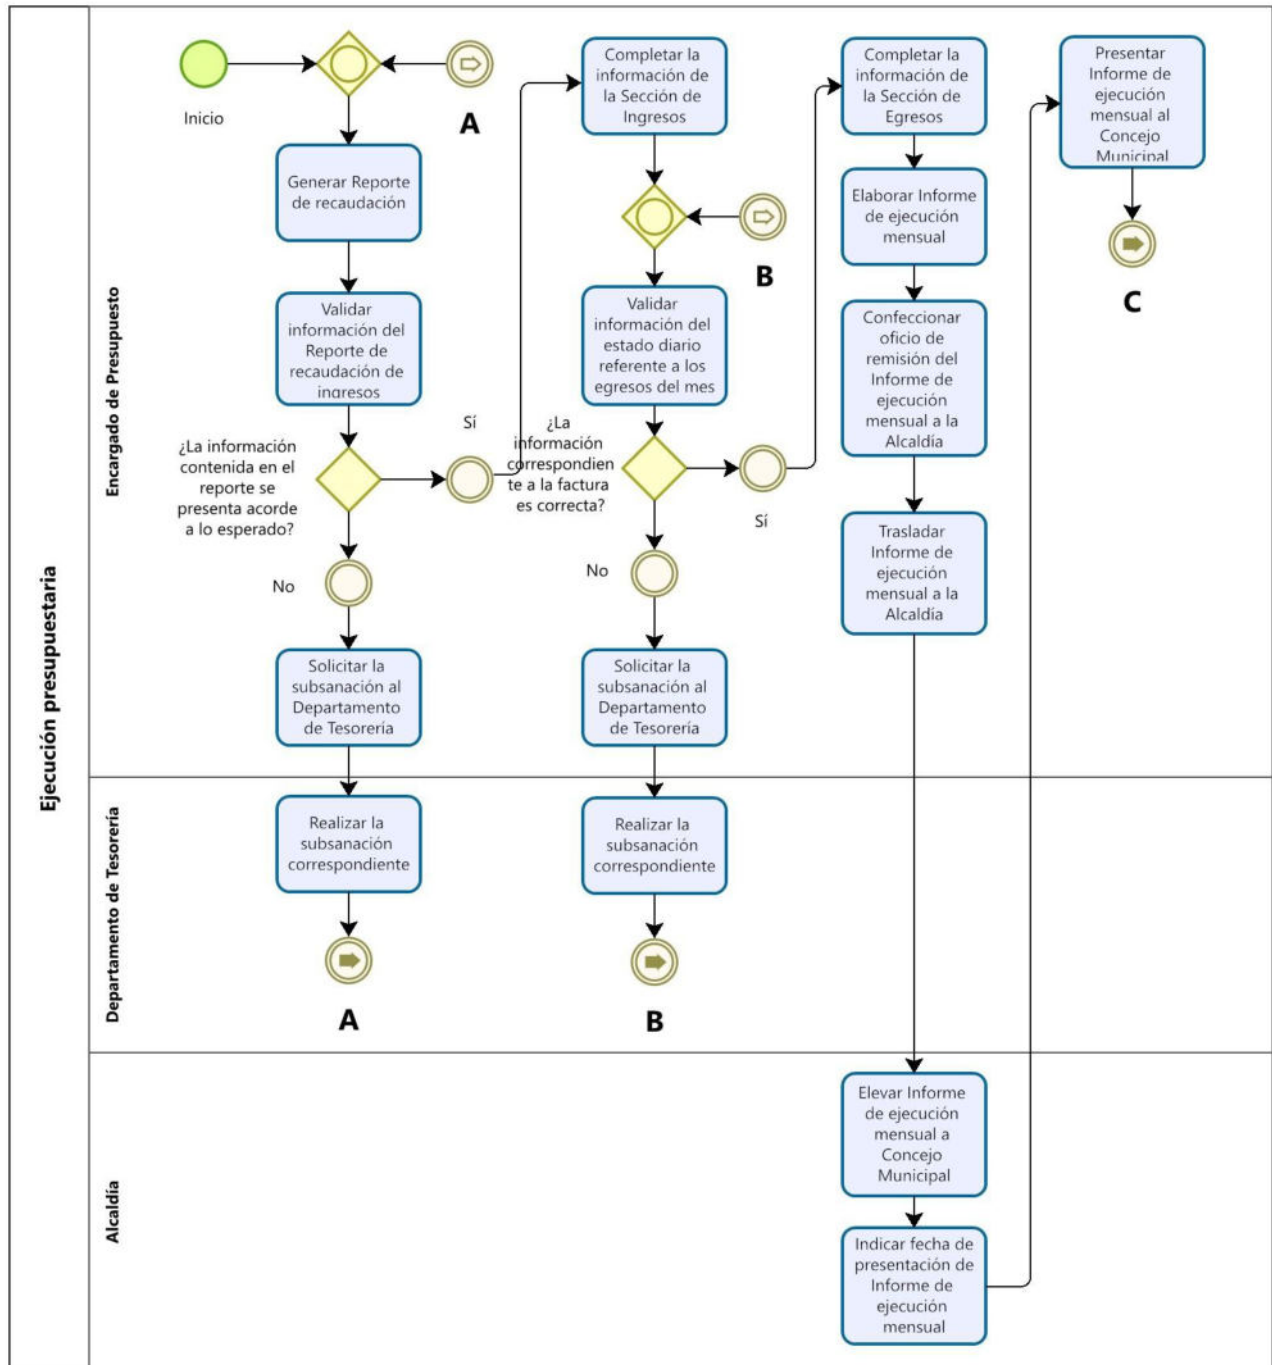 Ejecución presupuestaria
Encargado de Presupuesto
Inicio
A
Generar Reporte
de recaudación
Validar
información del
Reporte de
recaudación de
ingresos
¿La información
contenida en el
reporte se
presenta acorde
a lo esperado?
Sí
No
Solicitar la
subsanación al
Departamento
de Tesorería
Completar la
información de
la Sección de
Ingresos
B
Validar
información del
estado diario
referente a los
egresos del mes
¿La
información
correspondien
te a la factura
es correcta?
Sí
No
Solicitar la
subsanación al
Departamento
de Tesorería
Completar la
información de
la Sección de
Egresos
Elaborar Informe
de ejecución
mensual
Confeccionar
oficio de
remisión del
Informe de
ejecución
mensual a la
Alcaldía
Trasladar
Informe de
ejecución
mensual a la
Alcaldía
Presentar
Informe de
ejecución
mensual al
Concejo
Municipal
C
Departamento de Tesorería
Realizar la
subsanación
correspondiente
A
Realizar la
subsanación
correspondiente
B
Alcaldía
Elevar Informe
de ejecución
mensual a
Concejo
Municipal
Indicar fecha de
presentación de
Informe de
ejecución
mensual